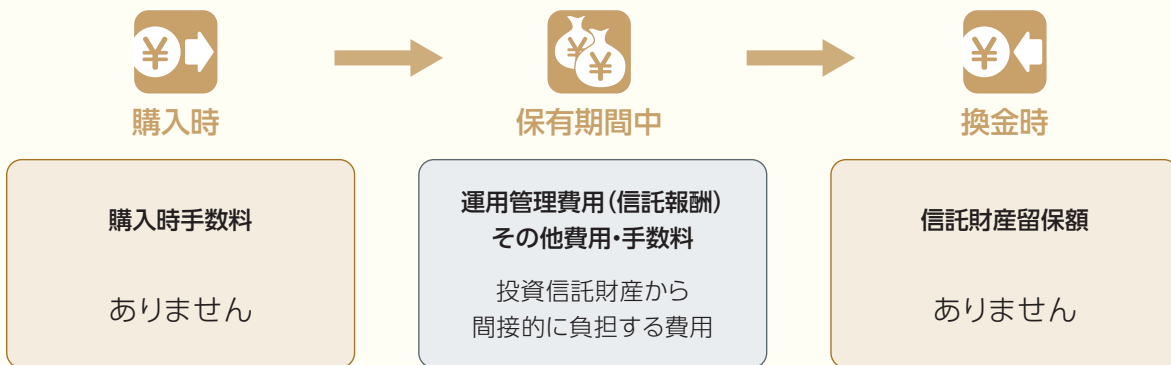 購入時
購入時手数料
ありません
保有期間中
運用管理費用(信託報酬)
その他費用・手数料
投資信託財産から
間接的に負担する費用
換金時
信託財産留保額
ありません